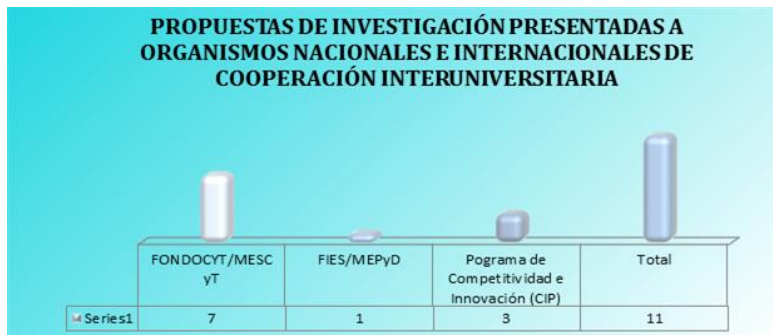 PROPUESTAS DE INVESTIGACIÓN PRESENTADAS A
ORGANISMOS NACIONALES E INTERNACIONALES DE
COOPERACIÓN INTERUNIVERSITARIA
FONDOCYT/MESC
yT
FIES/MEPyD
Pograma de
Competitividad e
Innovación (CIP)
Total
Series1 7 1 3 11